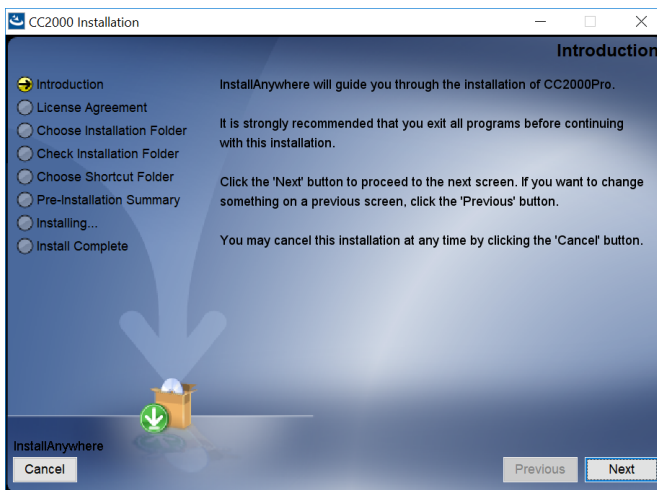 CC2000 Installation
Introduction
Introduction
License Agreement
Choose Installation Folder
Check Installation Folder
Choose Shortcut Folder
Pre-Installation Summary
Installing...
Install Complete
InstallAnywhere will guide you through the installation of CC2000Pro.
It is strongly recommended that you exit all programs before continuing
with this installation.
Click the 'Next' button to proceed to the next screen. If you want to change
something on a previous screen, click the 'Previous' button.
You may cancel this installation at any time by clicking the 'Cancel' button.
InstallAnywhere
Cancel
Previous
Next